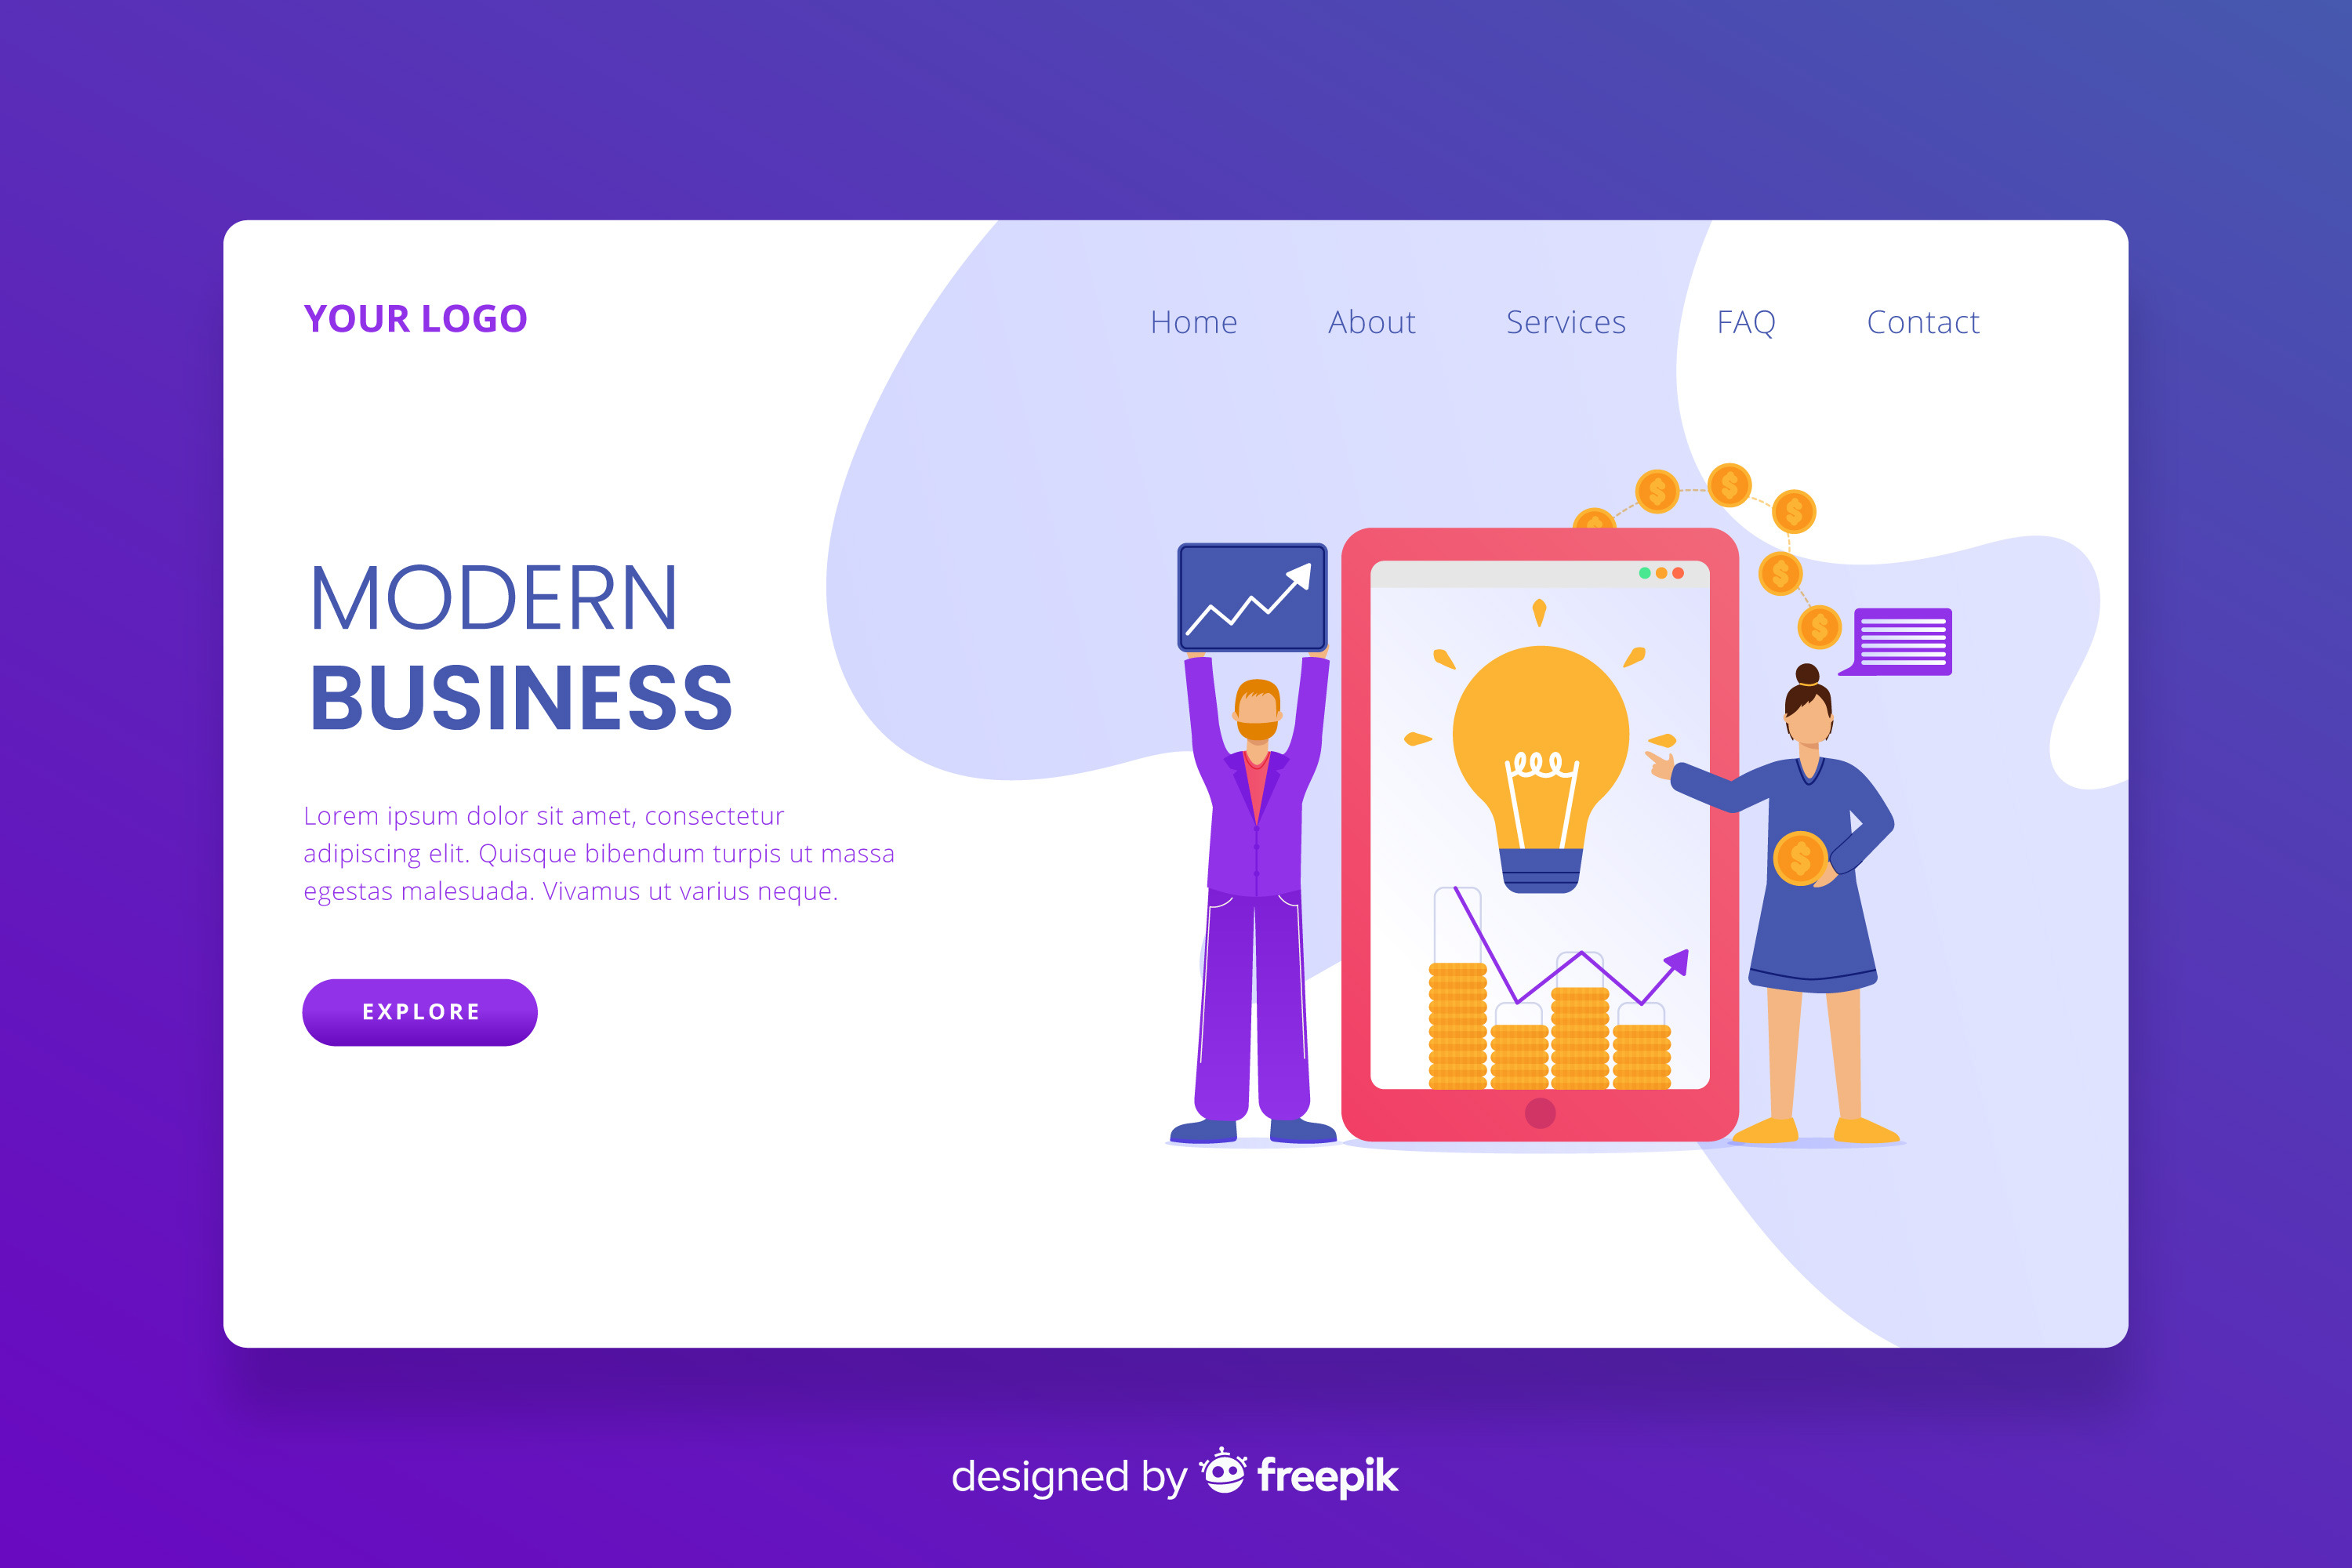 YOUR LOGO
Home About Services FAQ Contact
MODERN
BUSINESS
Lorem ipsum dolor sit amet, consectetur
adipiscing elit. Quisque bibendum turpis ut massa
egestas malesuada. Vivamus ut varius neque.
EXPLORE
$
$
$
$
$
$
$
designed by freepik